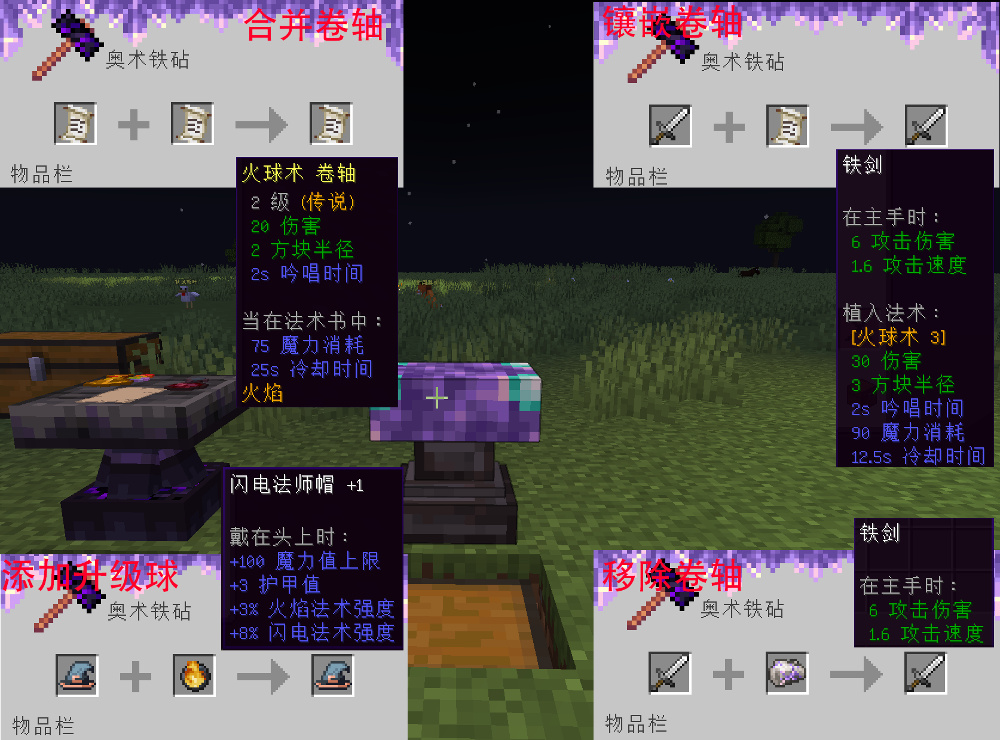 合并卷轴
奥术铁砧
物品栏
火球术 卷轴
2 级 (传说)
20 伤害
2 方块半径
2s 吟唱时间
当在法术书中：
75 魔力消耗
25s 冷却时间
火焰
镶嵌卷轴
奥术铁砧
物品栏
铁剑
在主手时：
6 攻击伤害
1.6 攻击速度
植入法术：
[火球术 3]
30 伤害
3 方块半径
2s 吟唱时间
90 魔力消耗
12.5s 冷却时间
添加升级球
奥术铁砧
物品栏
闪电法师帽 +1
戴在头上时：
+100 魔力值上限
+3 护甲值
+3% 火焰法术强度
+8% 闪电法术强度
移除卷轴
奥术铁砧
物品栏
铁剑
在主手时：
6 攻击伤害
1.6 攻击速度